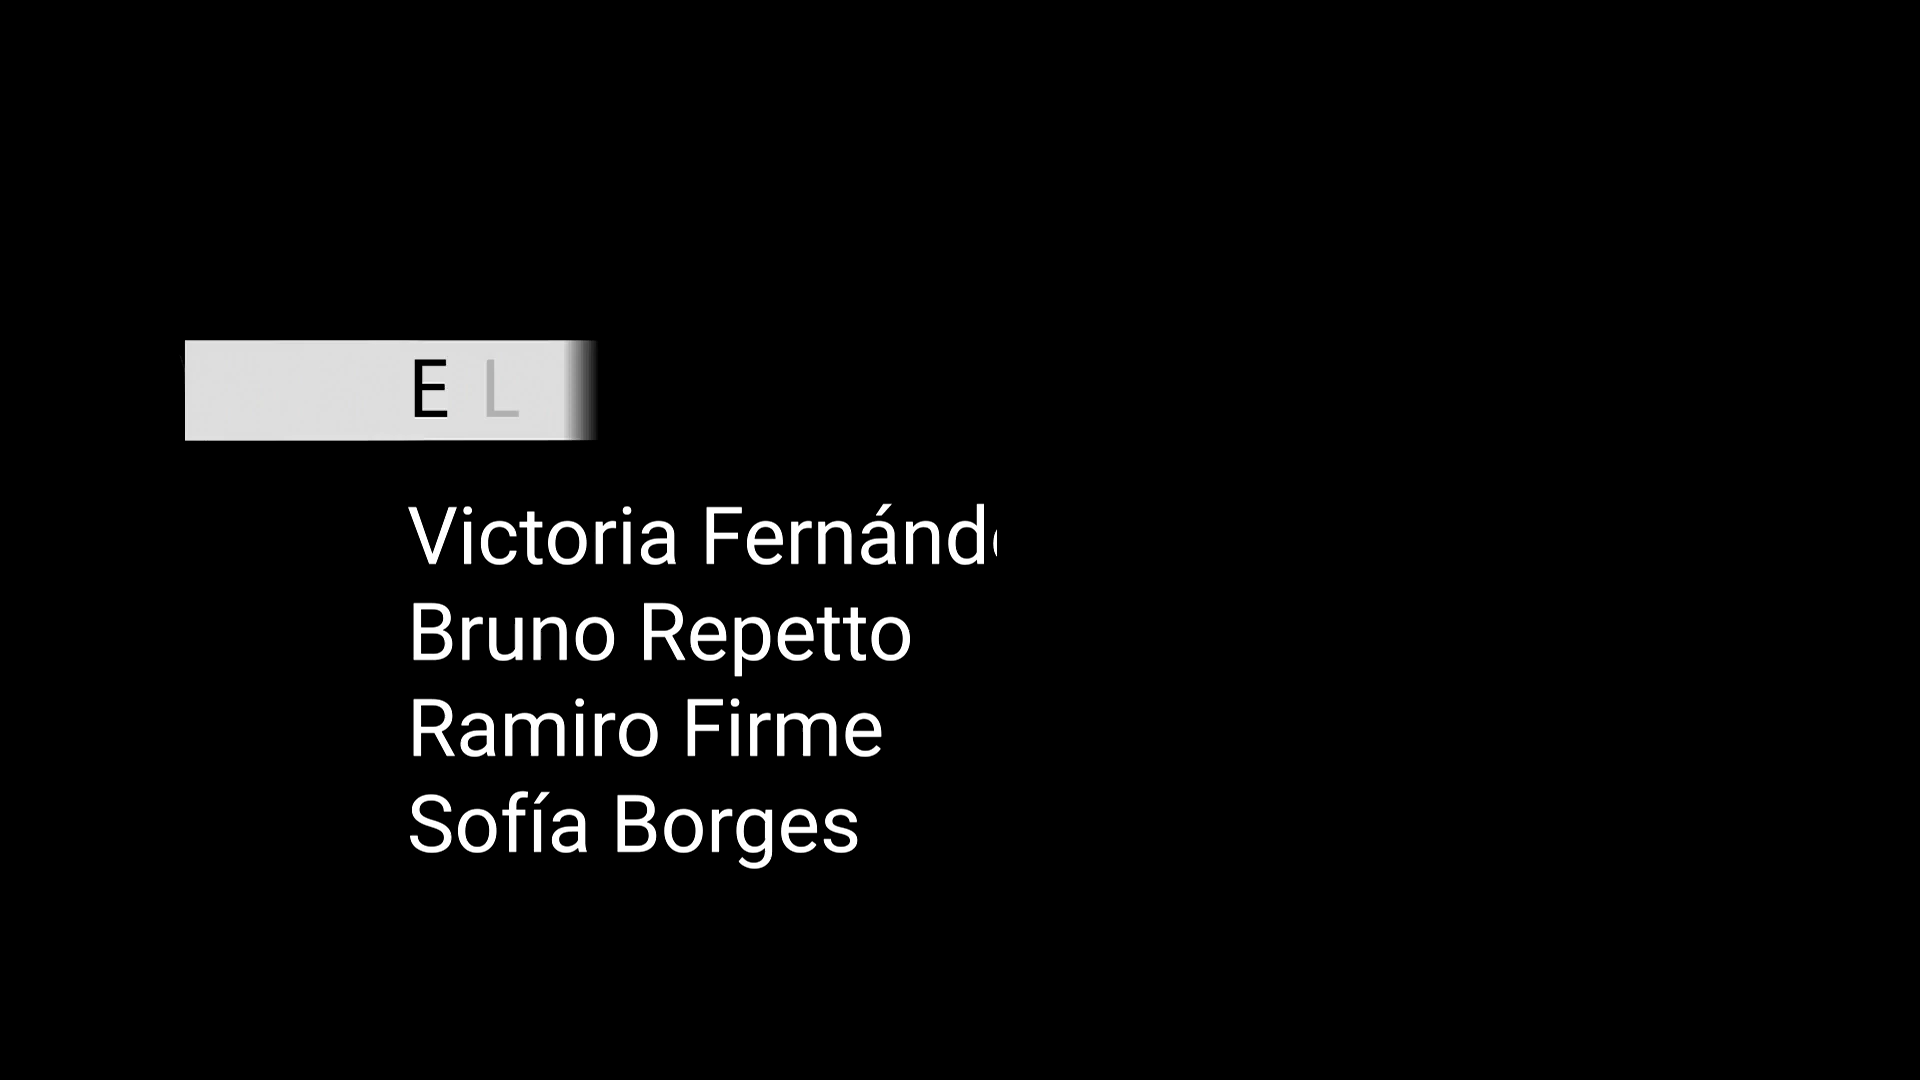 E L
Victoria Fernánd
Bruno Repetto
Ramiro Firme
Sofía Borges